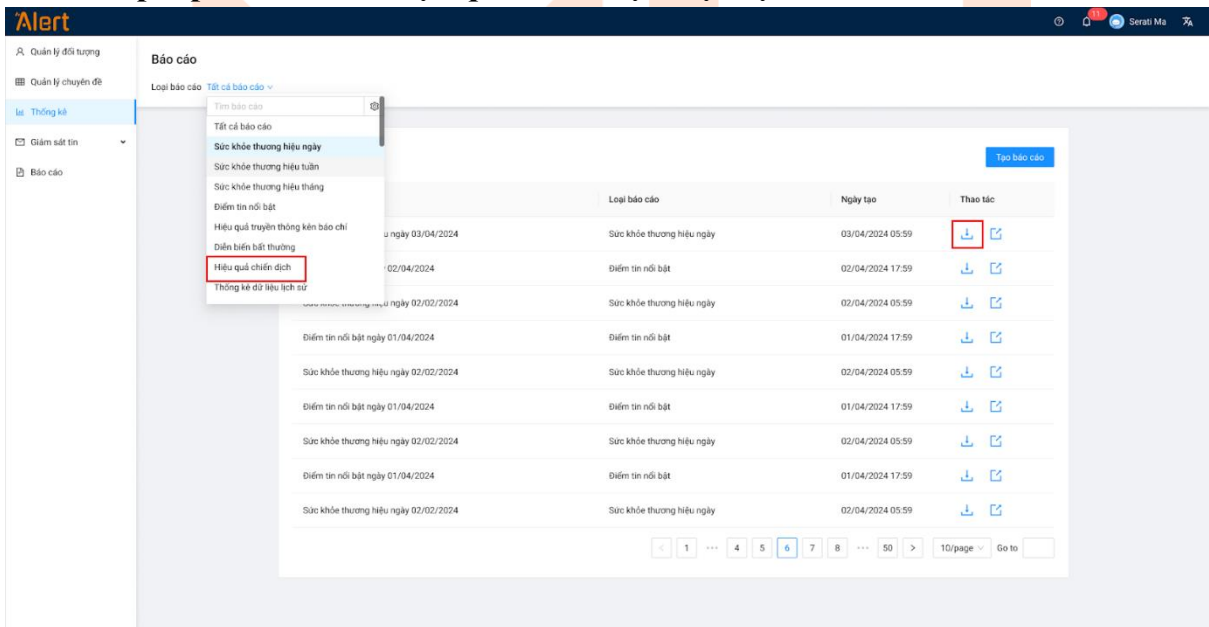 Alert
11
Serati Ma
Quản lý đối tượng
Quản lý chuyên đề
Thống kê
Giám sát tin
Báo cáo
Báo cáo
Loại báo cáo Tất cả báo cáo
Tìm báo cáo
Tất cả báo cáo
Sức khỏe thương hiệu ngày
Sức khỏe thương hiệu tuần
Sức khỏe thương hiệu tháng
Điểm tin nổi bật
Hiệu quả truyền thông kên báo chí
Diễn biến bất thường
Hiệu quả chiến dịch
Thống kê dữ liệu lịch sử
Tạo báo cáo
Loại báo cáo Ngày tạo Thao tác
ngày 03/04/2024 Sức khỏe thương hiệu ngày 03/04/2024 05:59
02/04/2024 Điểm tin nổi bật 02/04/2024 17:59
ngày 02/02/2024 Sức khỏe thương hiệu ngày 02/04/2024 05:59
Điểm tin nổi bật ngày 01/04/2024 Điểm tin nổi bật 01/04/2024 17:59
Sức khỏe thương hiệu ngày 02/02/2024 Sức khỏe thương hiệu ngày 02/04/2024 05:59
Điểm tin nổi bật ngày 01/04/2024 Điểm tin nổi bật 01/04/2024 17:59
Sức khỏe thương hiệu ngày 02/02/2024 Sức khỏe thương hiệu ngày 02/04/2024 05:59
Điểm tin nổi bật ngày 01/04/2024 Điểm tin nổi bật 01/04/2024 17:59
Sức khỏe thương hiệu ngày 02/02/2024 Sức khỏe thương hiệu ngày 02/04/2024 05:59
< 1 ••• 4 5 6 7 8 ••• 50 > 10/page Go to